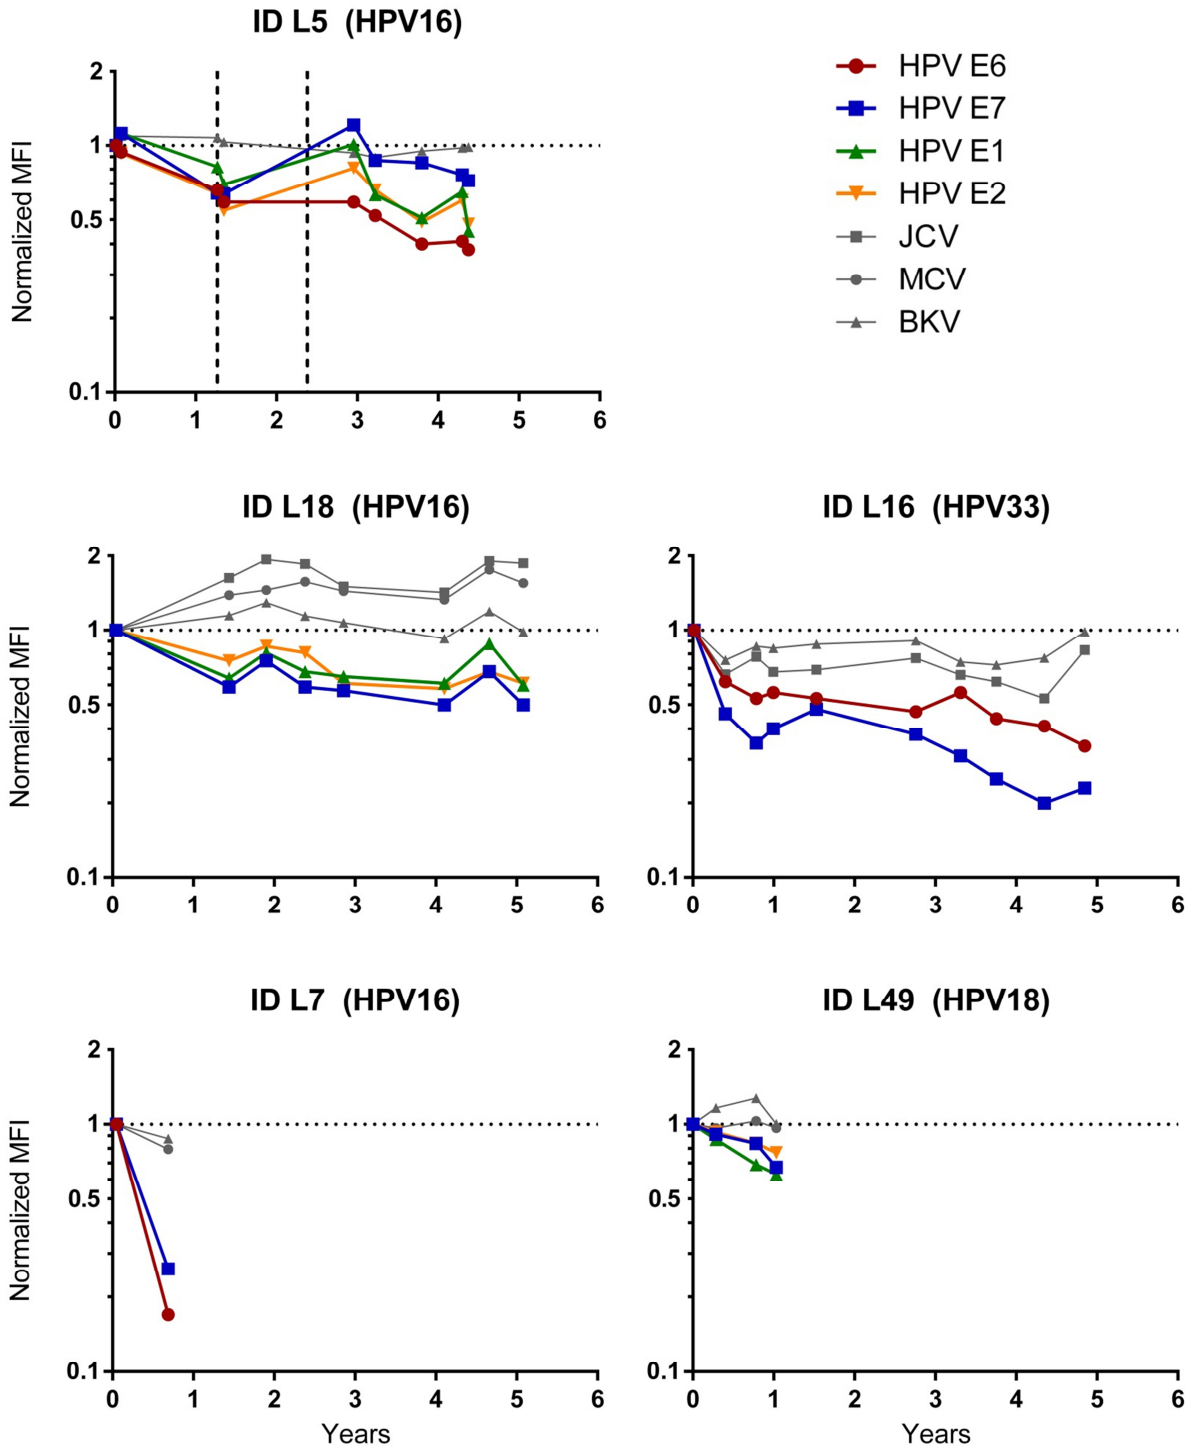 ID L5 (HPV16)
Normalized MFI
2
1
0.5
0.1
0 1 2 3 4 5 6
HPV E6
HPV E7
HPV E1
HPV E2
JCV
MCV
BKV
ID L18 (HPV16)
Normalized MFI
2
1
0.5
0.1
0 1 2 3 4 5 6
ID L16 (HPV33)
2
1
0.5
0.1
0 1 2 3 4 5 6
ID L7 (HPV16)
Normalized MFI
2
1
0.5
0.1
0 1 2 3 4 5 6
Years
ID L49 (HPV18)
2
1
0.5
0.1
0 1 2 3 4 5 6
Years